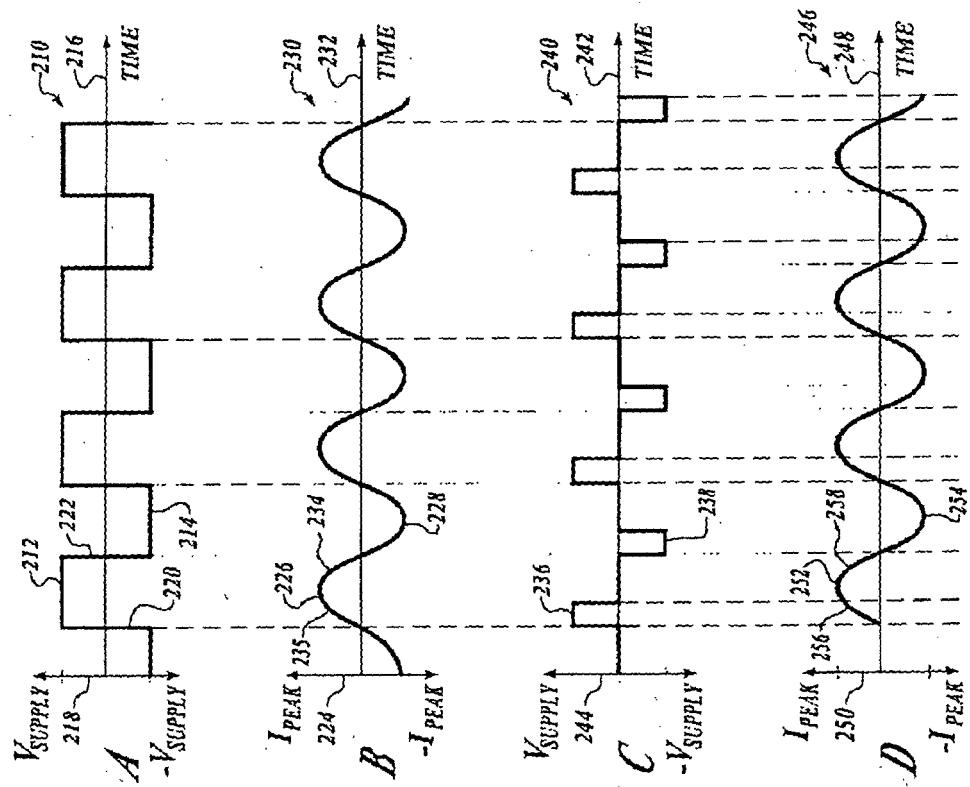 V_SUPPLY
218
-V_SUPPLY
A
212
222
220
214
210
216
TIME
I_PEAK
224
-I_PEAK
B
226
234
235
228
230
232
TIME
V_SUPPLY
244
-V_SUPPLY
C
236
238
240
242
TIME
I_PEAK
250
-I_PEAK
D
252
258
256
254
246
248
TIME